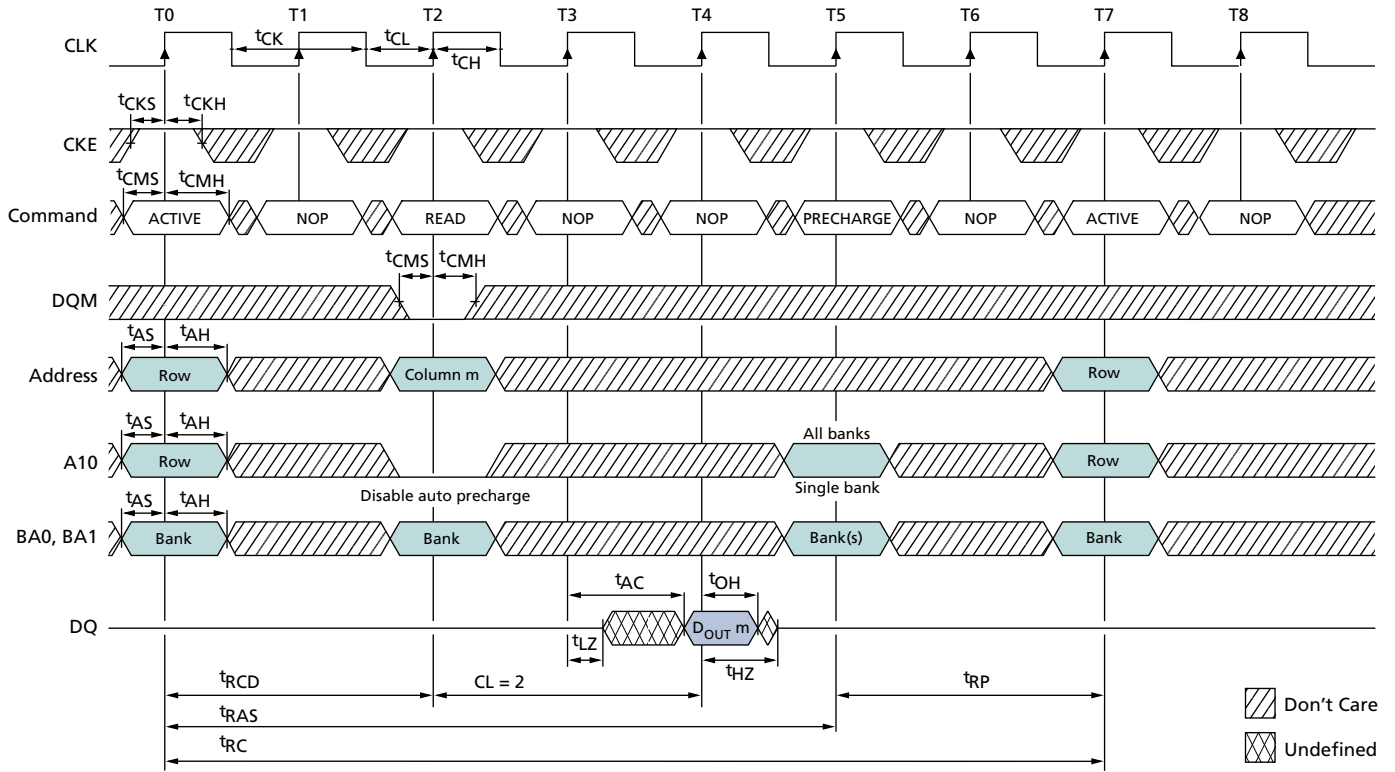 T0 T1 T2 T3 T4 T5 T6 T7 T8
CLK
tCK tCL tCH
tCKS tCKH
CKE
tCMS tCMH
Command ACTIVE NOP READ NOP NOP PRECHARGE NOP ACTIVE NOP
tCMS tCMH
DQM
tAS tAH
Address Row Column m Row
tAS tAH
All banks
A10 Row Row
Disable auto precharge
Single bank
tAS tAH
BA0, BA1 Bank Bank Bank(s) Bank
tAC tOH
DQ DOUT m
tLZ tHZ
tRCD CL = 2 tRP
Don't Care
tRAS
tRC
Undefined